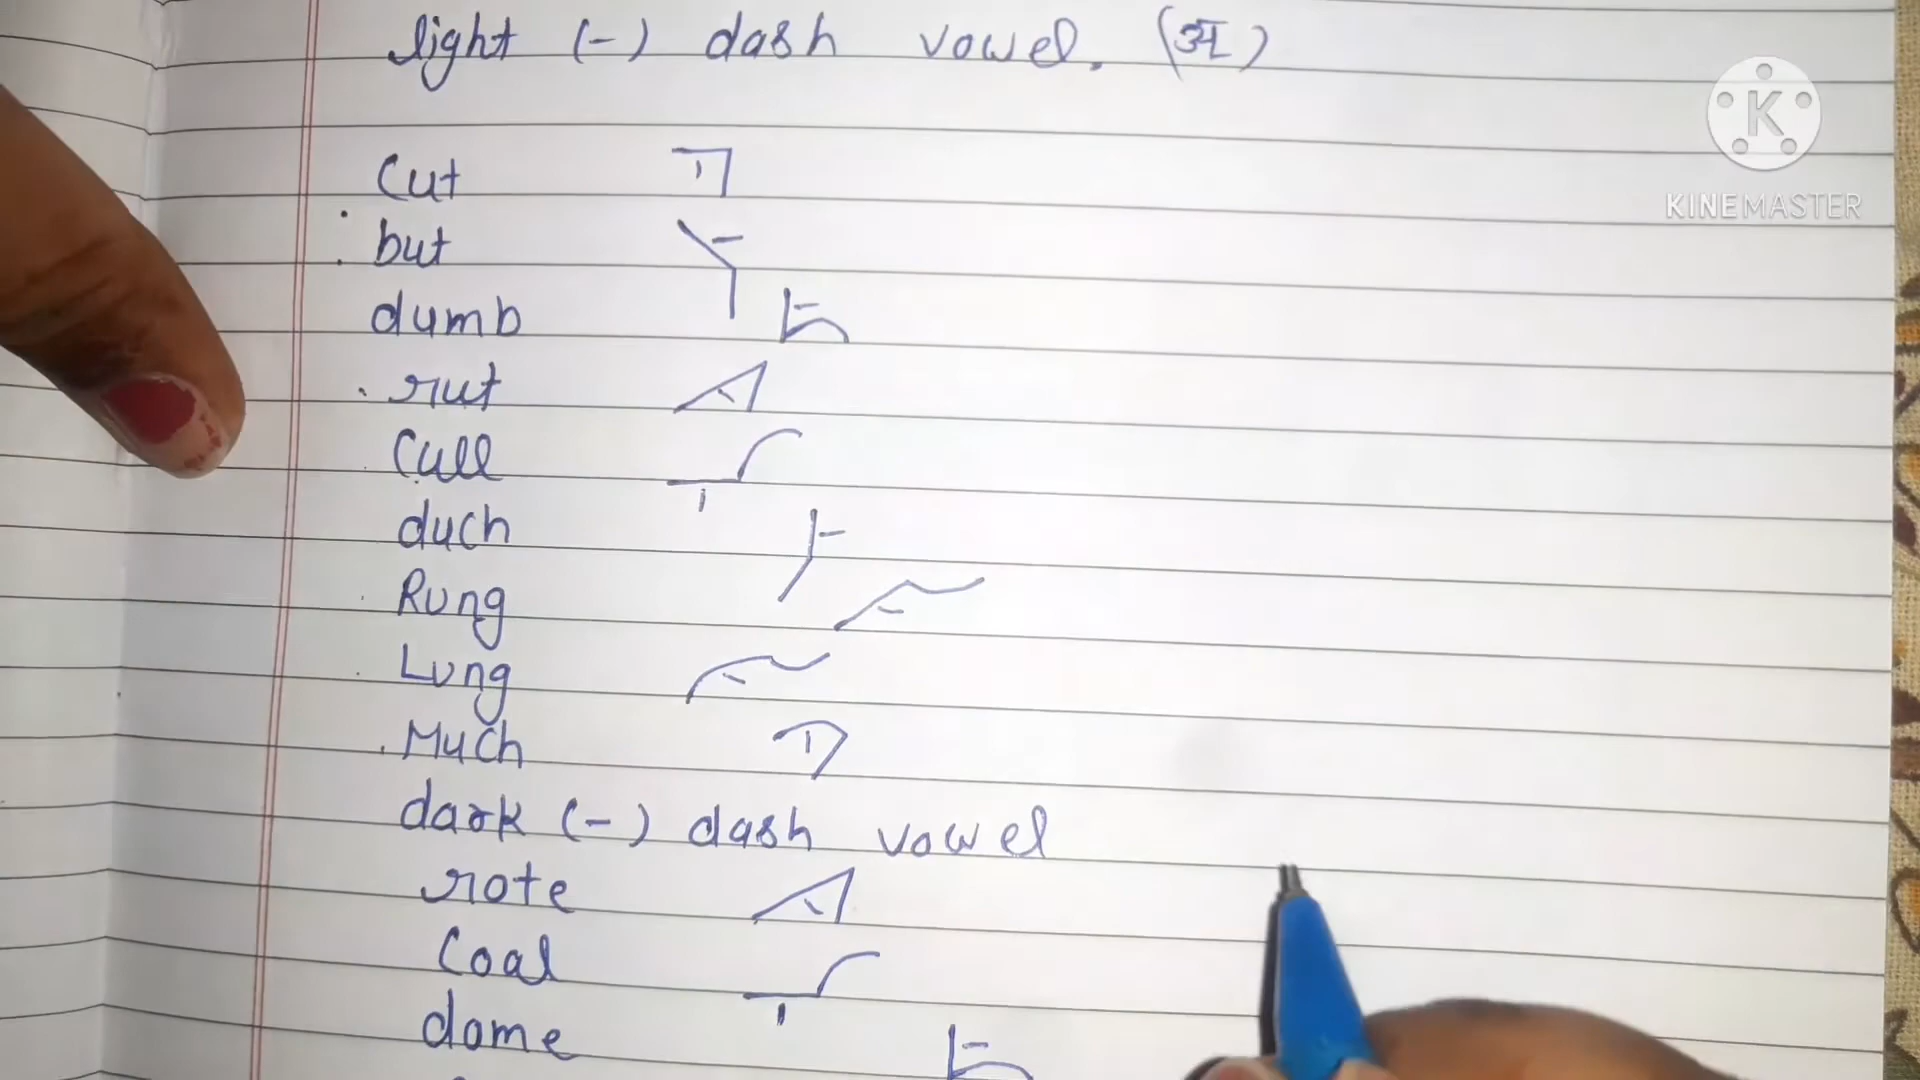 light (-) dash vowel. (अ)
K
KINEMASTER
Cut
but
dumb
rut
Cull
duch
Rung
Lung
Much
dark (-) dash vowel
rote
Coal
dome